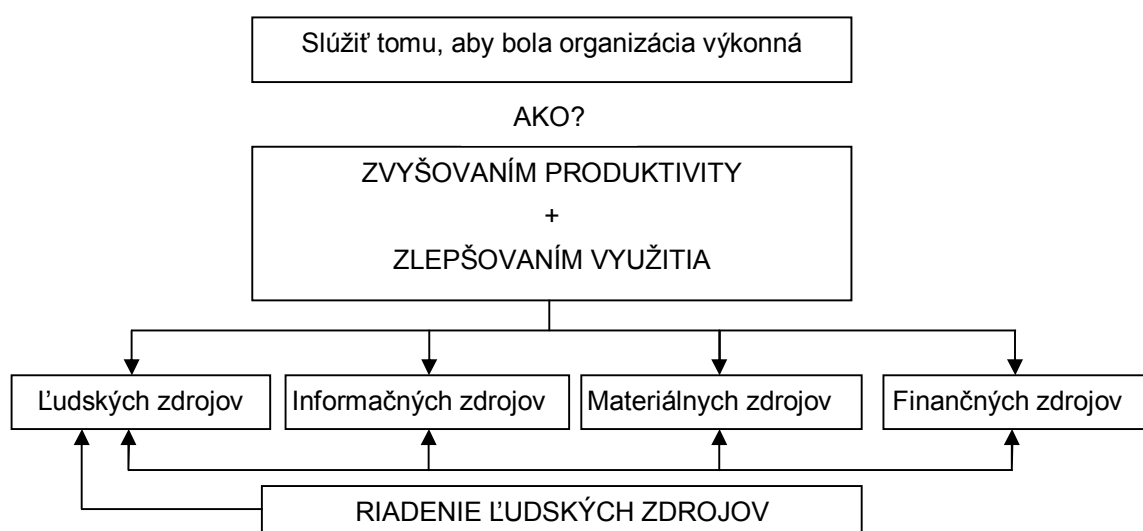 Slúžiť tomu, aby bola organizácia výkonná
AKO?
ZVYŠOVANÍM PRODUKTIVITY
+
ZLEPŠOVANÍM VYUŽITIA
Ľudských zdrojov
Informačných zdrojov
Materiálnych zdrojov
Finančných zdrojov
RIADENIE ĽUDSKÝCH ZDROJOV